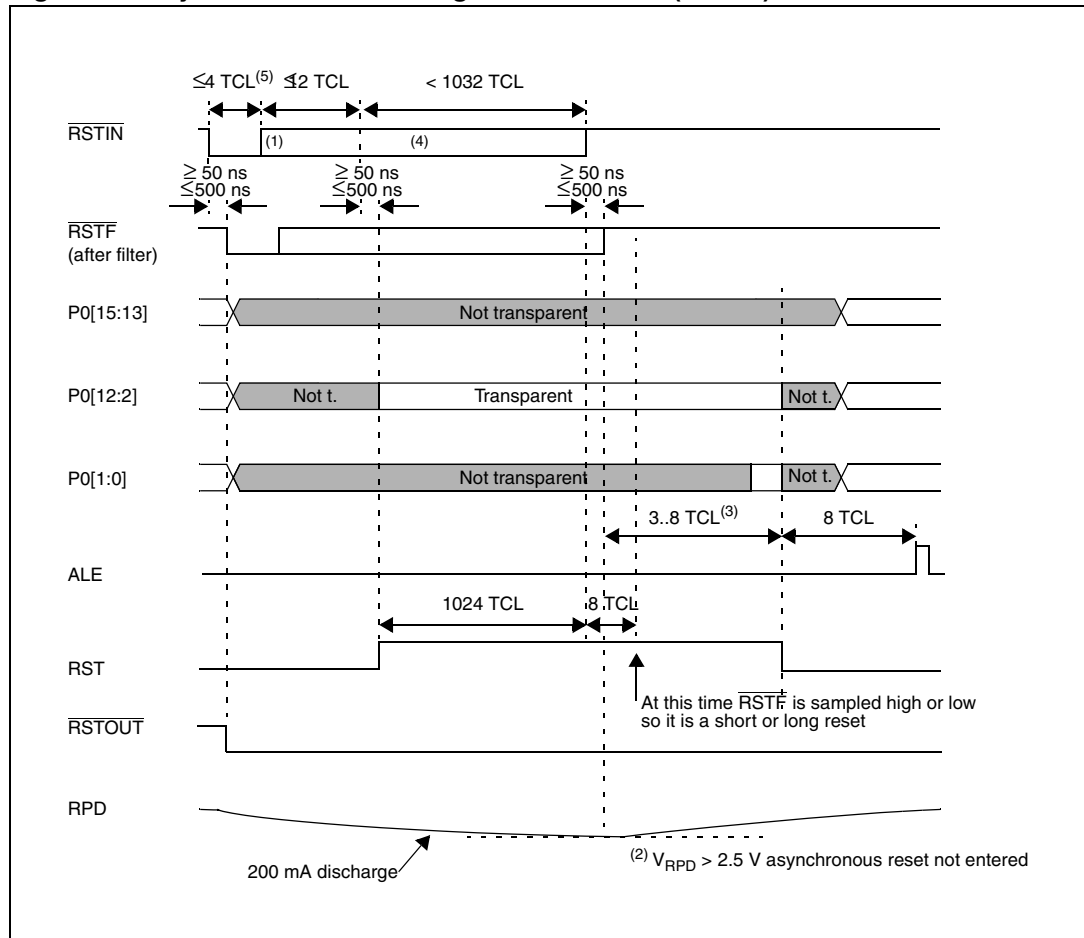 ≤4 TCL(5) ≤12 TCL < 1032 TCL
RSTIN
(1) (4)
≥ 50 ns ≥ 50 ns ≥ 50 ns
≤500 ns ≤500 ns ≤500 ns
RSTF
(after filter)
P0[15:13] Not transparent
P0[12:2] Not t. Transparent Not t.
P0[1:0] Not transparent Not t.
3..8 TCL(3) 8 TCL
ALE
1024 TCL 8 TCL
RST
At this time RSTF is sampled high or low
so it is a short or long reset
RSTOUT
RPD
200 mA discharge
(2) VRPD > 2.5 V asynchronous reset not entered